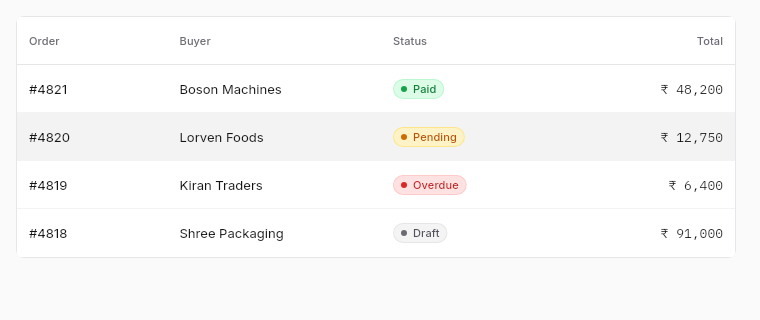 Order Buyer Status Total
#4821 Boson Machines Paid ₹ 48,200
#4820 Lorven Foods Pending ₹ 12,750
#4819 Kiran Traders Overdue ₹ 6,400
#4818 Shree Packaging Draft ₹ 91,000